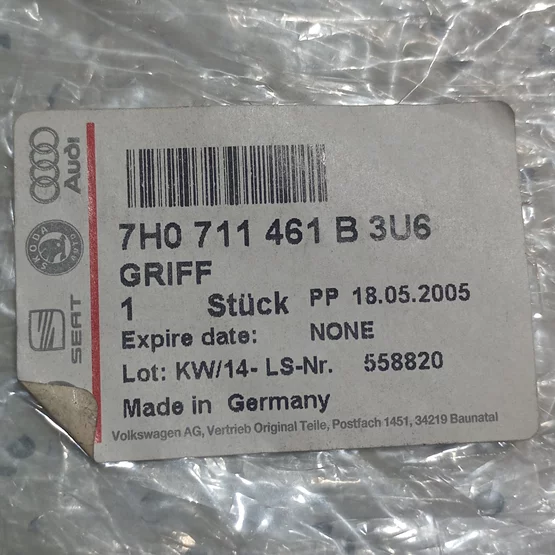 Audi
SKODA
SEAT
7H0 711 461 B 3U6
GRIFF
1 Stück PP 18.05.2005
Expire date: NONE
Lot: KW/14- LS-Nr. 558820
Made in Germany
Volkswagen AG, Vertrieb Original Teile, Postfach 1451, 34219 Baunatal